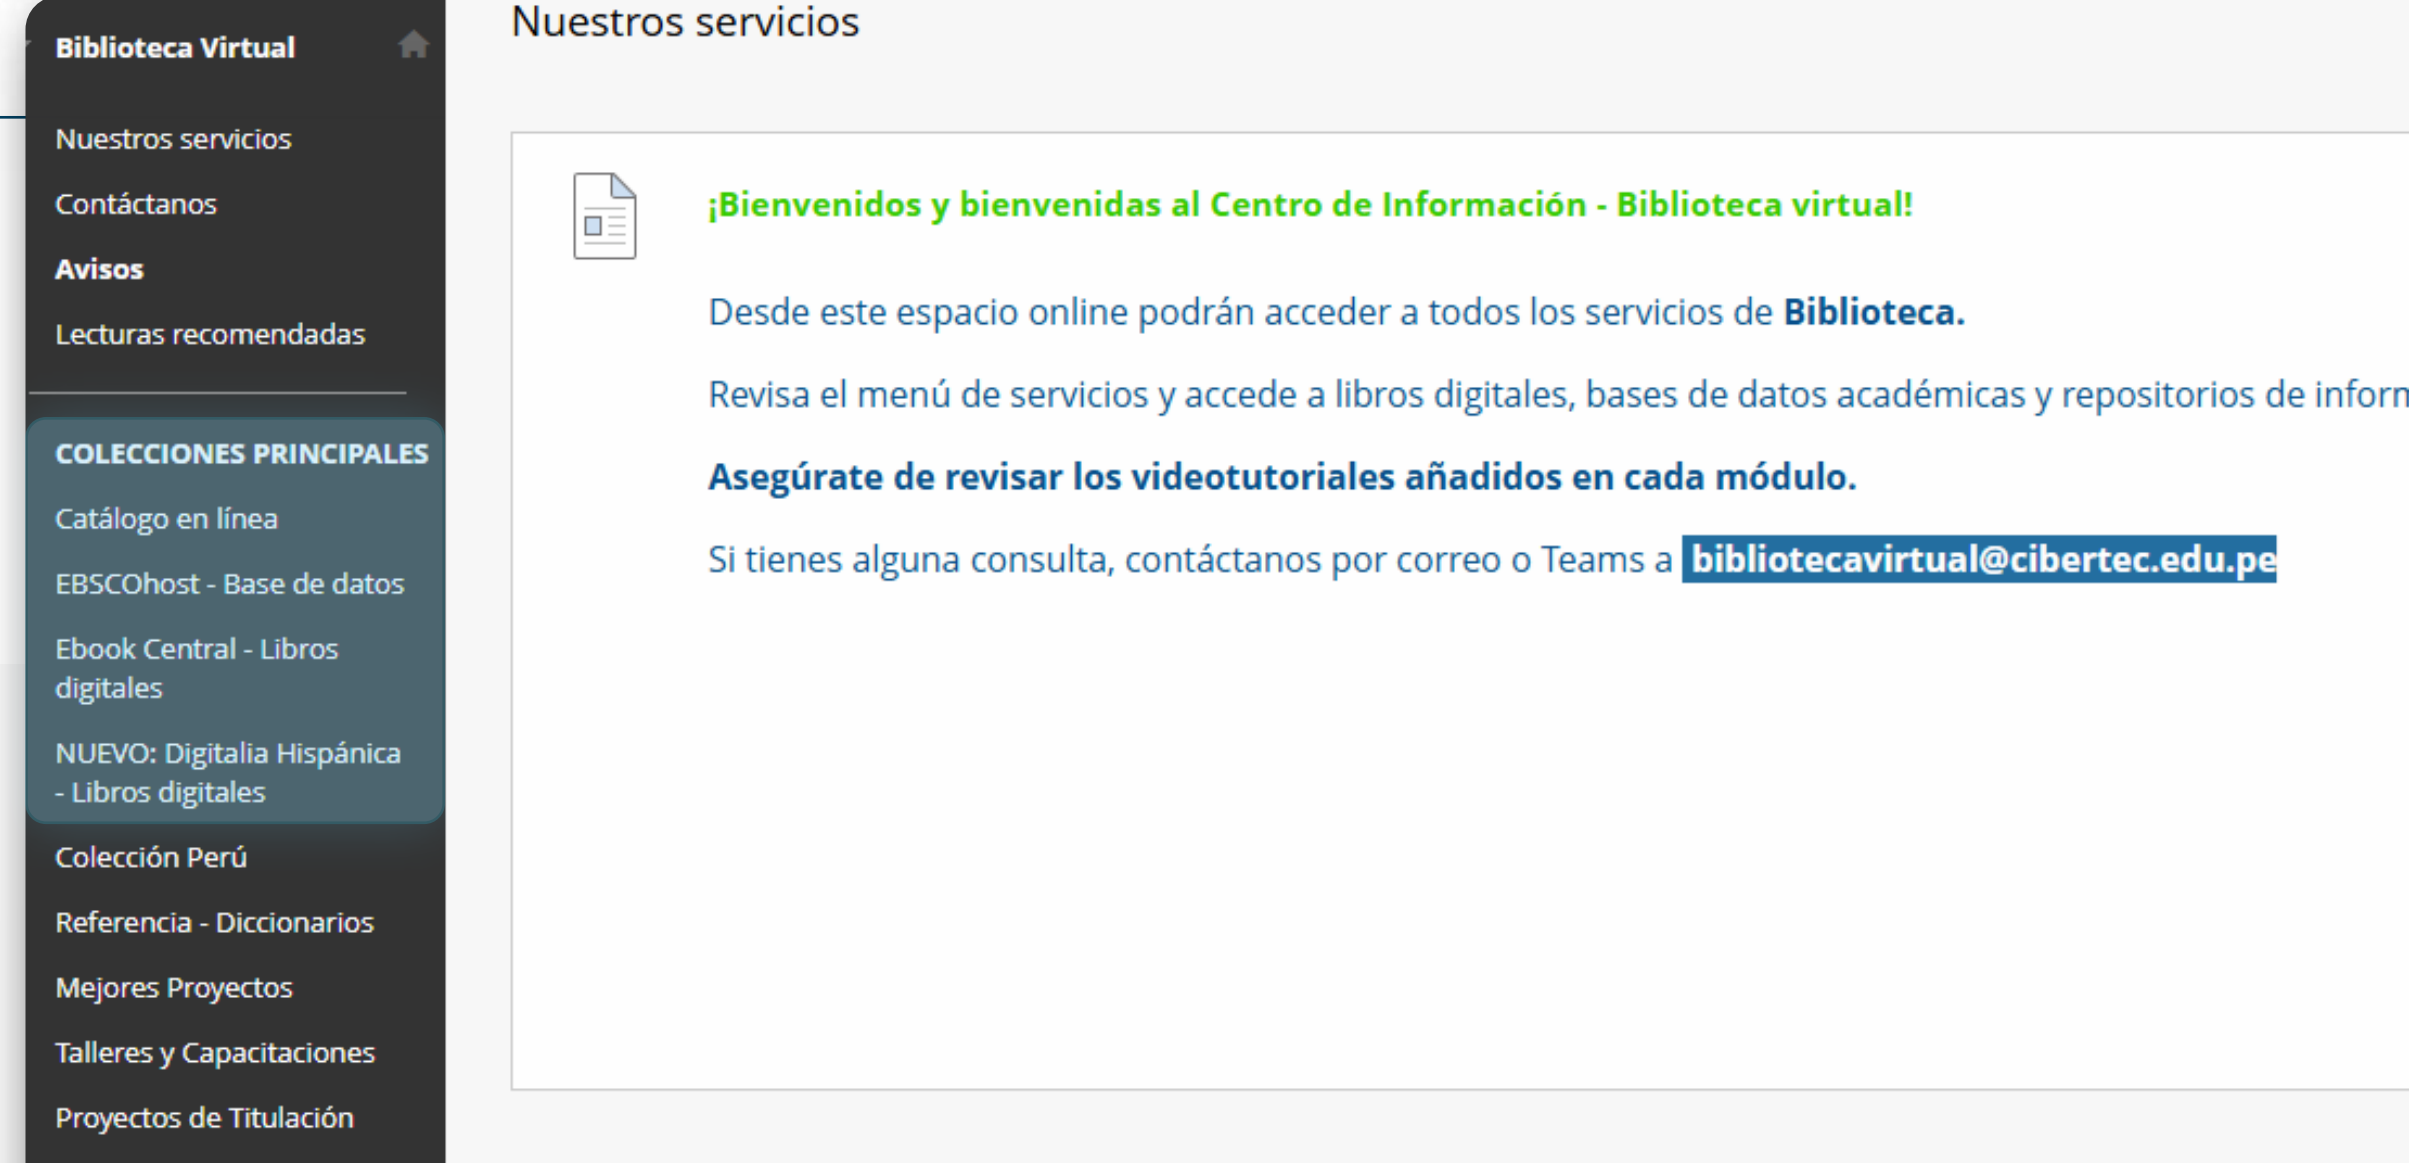 Biblioteca Virtual
Nuestros servicios
Contáctanos
Avisos
Lecturas recomendadas
COLECCIONES PRINCIPALES
Catálogo en línea
EBSCOhost - Base de datos
Ebook Central - Libros
digitales
NUEVO: Digitalia Hispánica
- Libros digitales
Colección Perú
Referencia - Diccionarios
Mejores Proyectos
Talleres y Capacitaciones
Proyectos de Titulación
Nuestros servicios
¡Bienvenidos y bienvenidas al Centro de Información - Biblioteca virtual!
Desde este espacio online podrán acceder a todos los servicios de Biblioteca.
Revisa el menú de servicios y accede a libros digitales, bases de datos académicas y repositorios de
Asegúrate de revisar los videotutoriales añadidos en cada módulo.
Si tienes alguna consulta, contáctanos por correo o Teams a bibliotecavirtual@cibertec.edu.pe